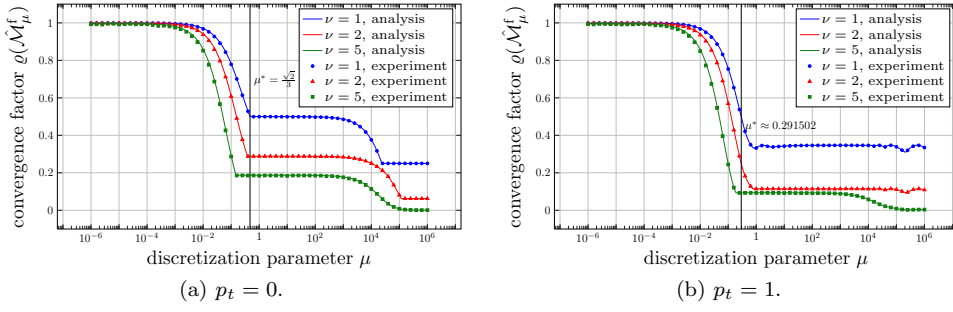 convergence factor ϱ(M̂^f_μ)
1
0.8
0.6
0.4
0.2
0
10^−6
10^−4
10^−2
1
10^2
10^4
10^6
discretization parameter μ
μ* = √2/3
ν = 1, analysis
ν = 2, analysis
ν = 5, analysis
ν = 1, experiment
ν = 2, experiment
ν = 5, experiment
(a) p_t = 0.
convergence factor ϱ(M̂^f_μ)
1
0.8
0.6
0.4
0.2
0
10^−6
10^−4
10^−2
1
10^2
10^4
10^6
discretization parameter μ
μ* ≈ 0.291502
ν = 1, analysis
ν = 2, analysis
ν = 5, analysis
ν = 1, experiment
ν = 2, experiment
ν = 5, experiment
(b) p_t = 1.